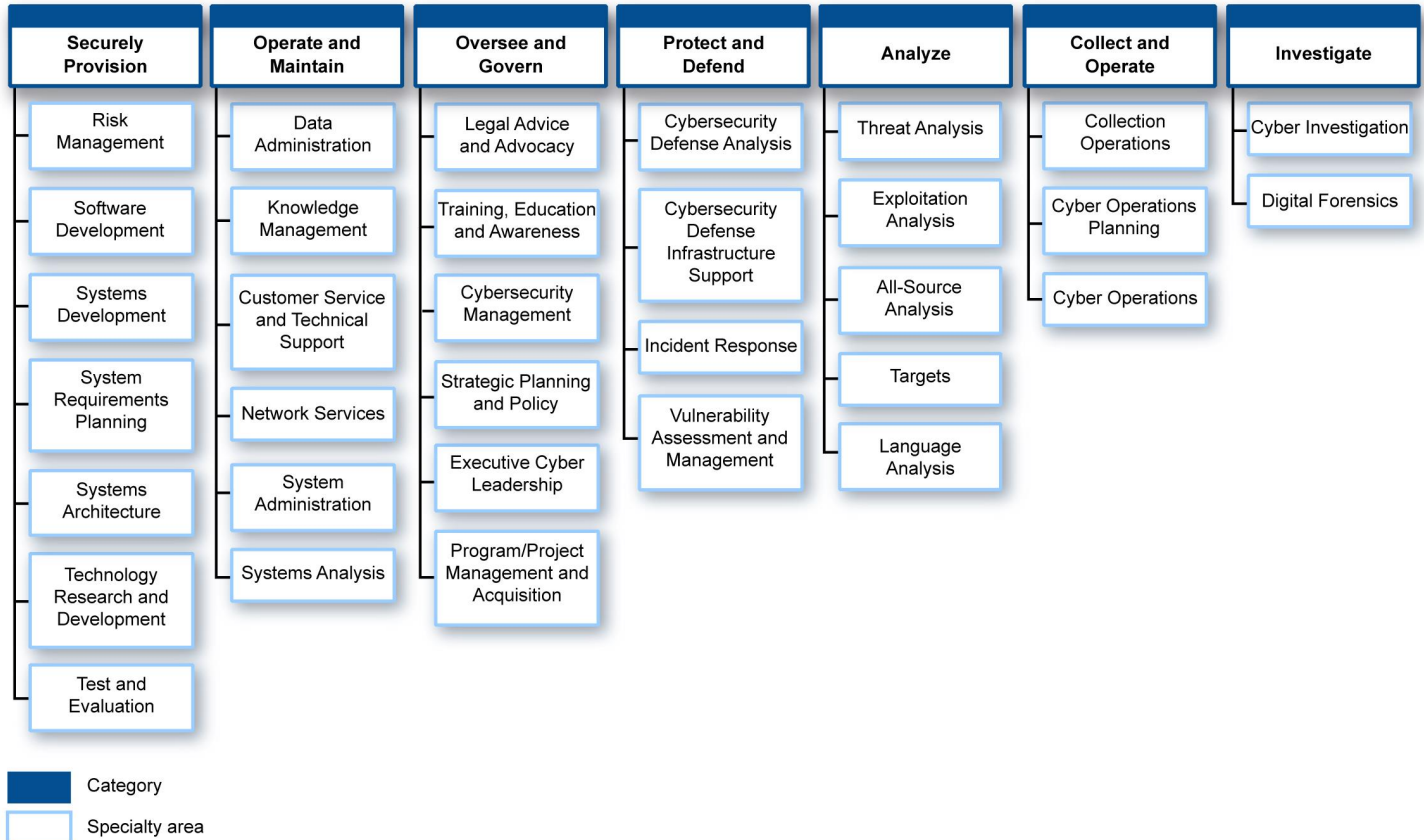 Securely
Provision
Risk
Management
Software
Development
Systems
Development
System
Requirements
Planning
Systems
Architecture
Technology
Research and
Development
Test and
Evaluation
Operate and
Maintain
Data
Administration
Knowledge
Management
Customer Service
and Technical
Support
Network Services
System
Administration
Systems Analysis
Oversee and
Govern
Legal Advice
and Advocacy
Training, Education
and Awareness
Cybersecurity
Management
Strategic Planning
and Policy
Executive Cyber
Leadership
Program/Project
Management and
Acquisition
Protect and
Defend
Cybersecurity
Defense Analysis
Cybersecurity
Defense
Infrastructure
Support
Incident Response
Vulnerability
Assessment and
Management
Analyze
Threat Analysis
Exploitation
Analysis
All-Source
Analysis
Targets
Language
Analysis
Collect and
Operate
Collection
Operations
Cyber Operations
Planning
Cyber Operations
Investigate
Cyber Investigation
Digital Forensics
Category
Specialty area